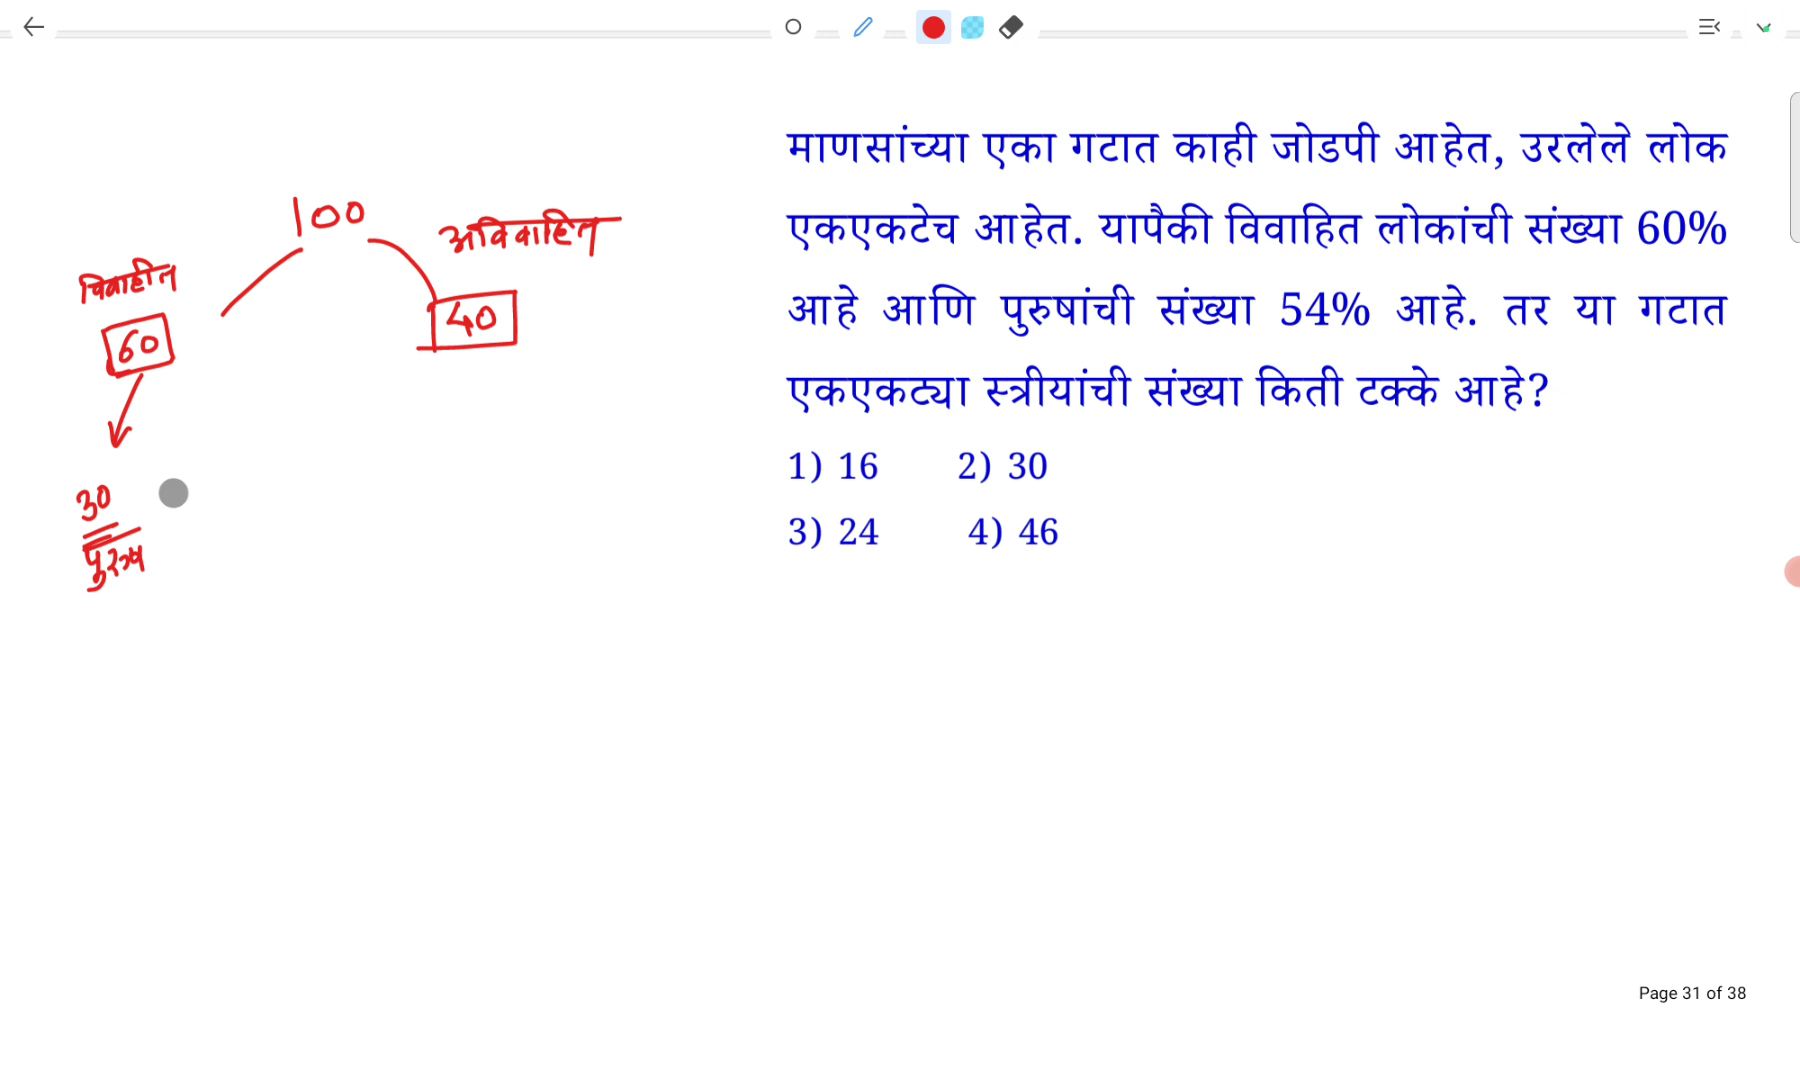 माणसांच्या एका गटात काही जोडपी आहेत, उरलेले लोक
एकएकटेच आहेत. यापैकी विवाहित लोकांची संख्या 60%
आहे आणि पुरुषांची संख्या 54% आहे. तर या गटात
एकएकट्या स्त्रीयांची संख्या किती टक्के आहे?
1) 16 2) 30
3) 24 4) 46
100
अविवाहित
विवाहीत
40
60
30
पुरुष
Page 31 of 38